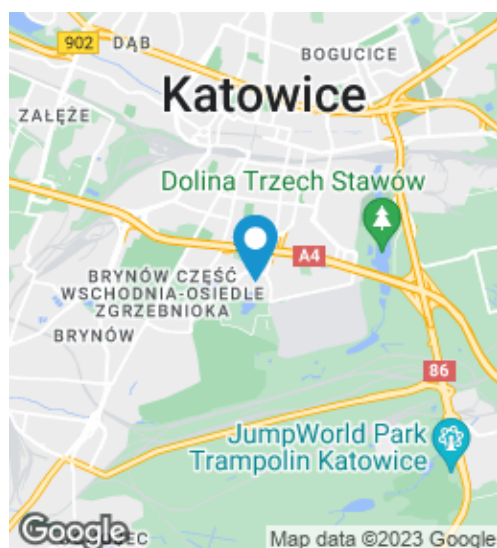 902
DĄB
BOGUCICE
Katowice
ZAŁĘŻE
Dolina Trzech Stawów
A4
BRYNÓW CZĘŚĆ
WSCHODNIA-OSIEDLE
ZGRZEBNIOKA
BRYNÓW
86
JumpWorld Park
Trampolin Katowice
Google
Map data ©2023 Google